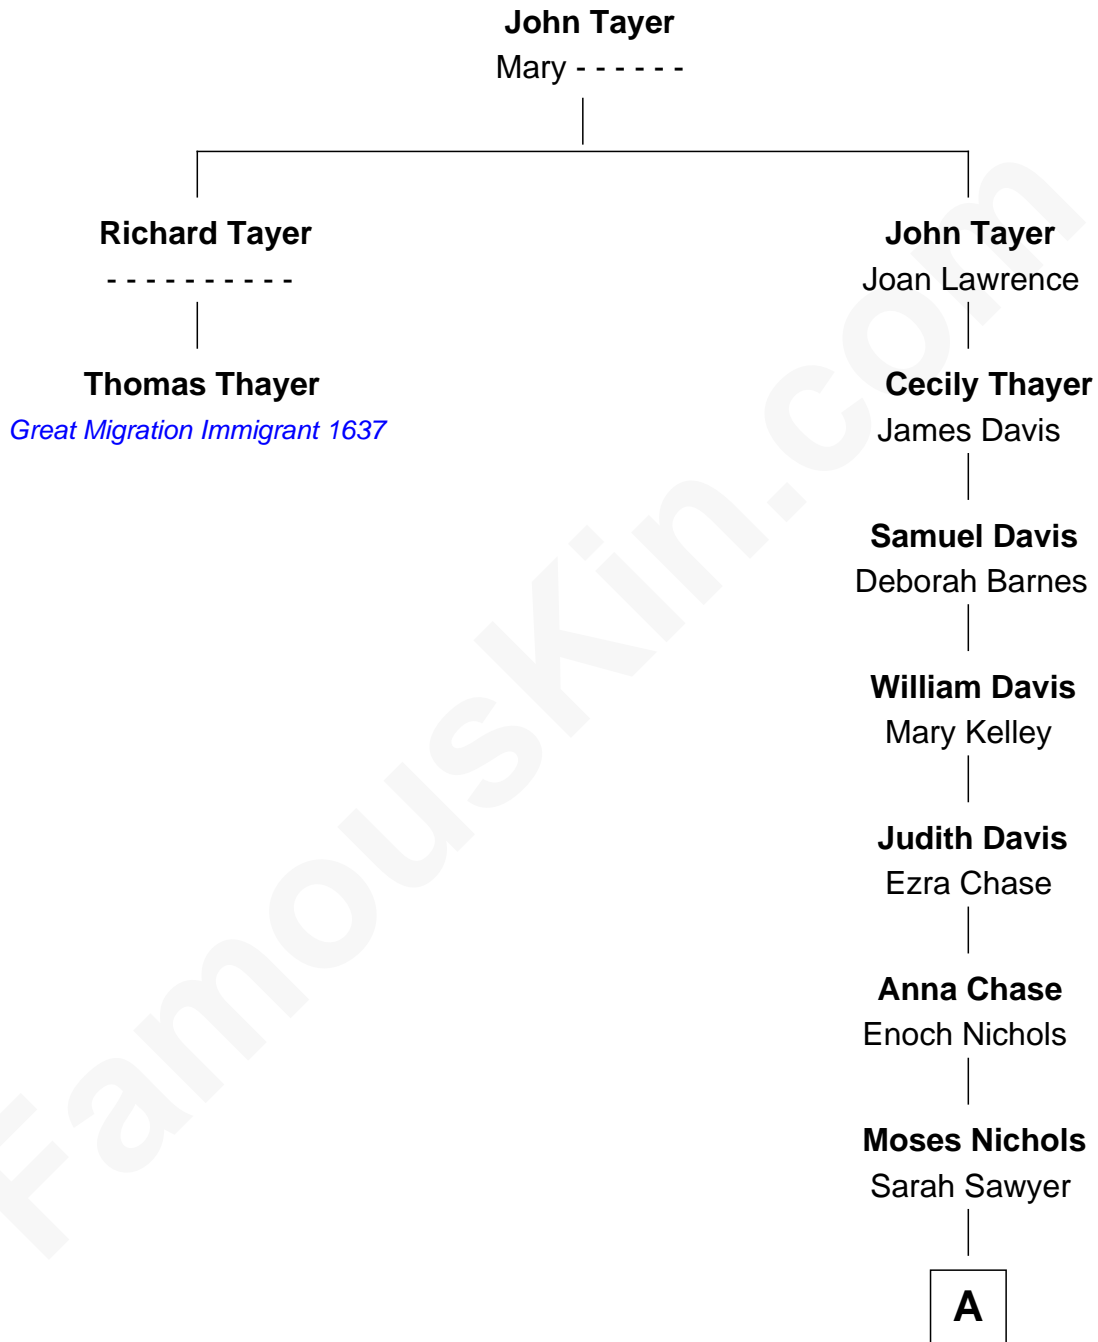 John Tayer
Mary - - - - - -
Richard Tayer
- - - - - - - - - -
Thomas Thayer
Great Migration Immigrant 1637
John Tayer
Joan Lawrence
Cecily Thayer
James Davis
Samuel Davis
Deborah Barnes
William Davis
Mary Kelley
Judith Davis
Ezra Chase
Anna Chase
Enoch Nichols
Moses Nichols
Sarah Sawyer
A
FamousKin.com